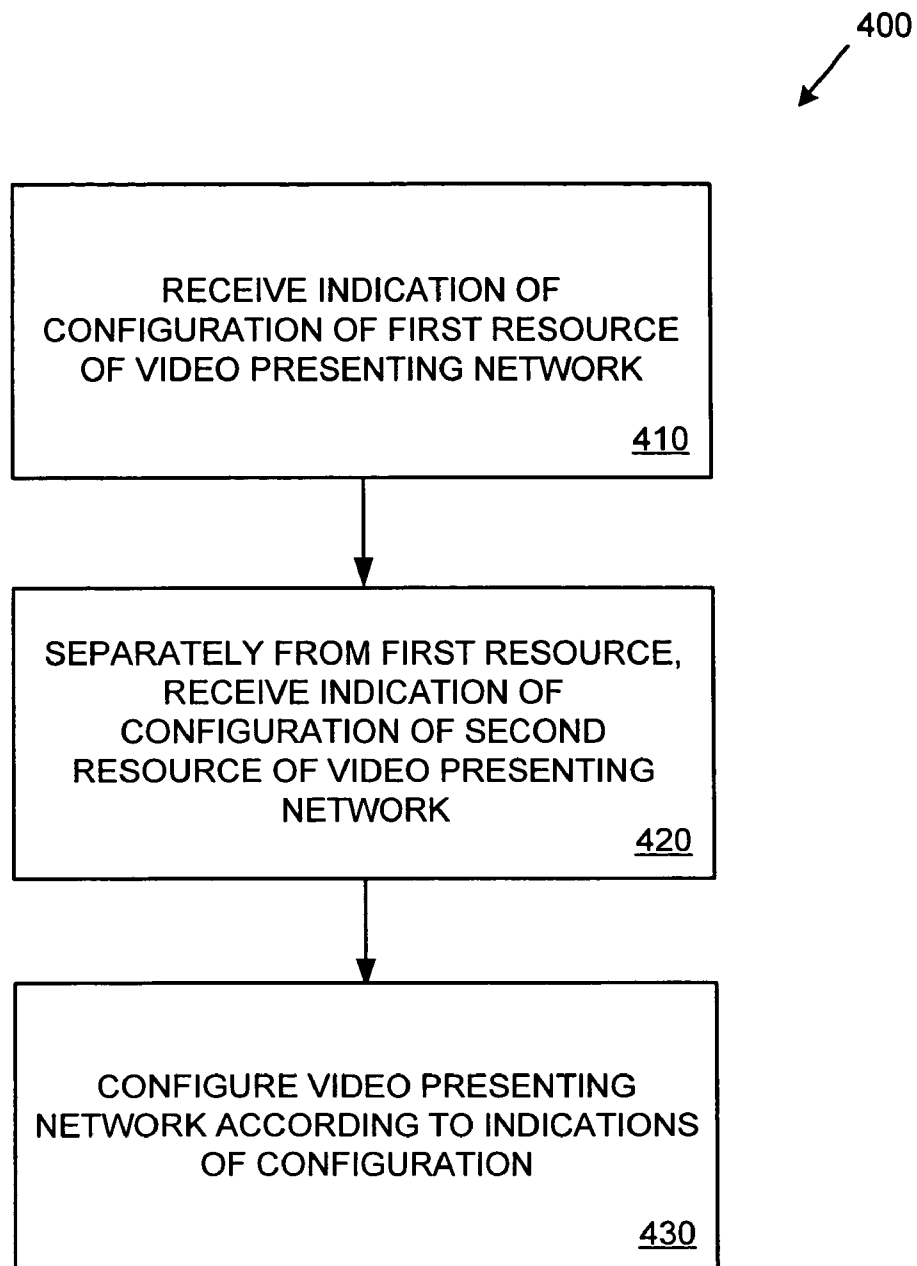 400
RECEIVE INDICATION OF
CONFIGURATION OF FIRST RESOURCE
OF VIDEO PRESENTING NETWORK
410
SEPARATELY FROM FIRST RESOURCE,
RECEIVE INDICATION OF
CONFIGURATION OF SECOND
RESOURCE OF VIDEO PRESENTING
NETWORK
420
CONFIGURE VIDEO PRESENTING
NETWORK ACCORDING TO INDICATIONS
OF CONFIGURATION
430